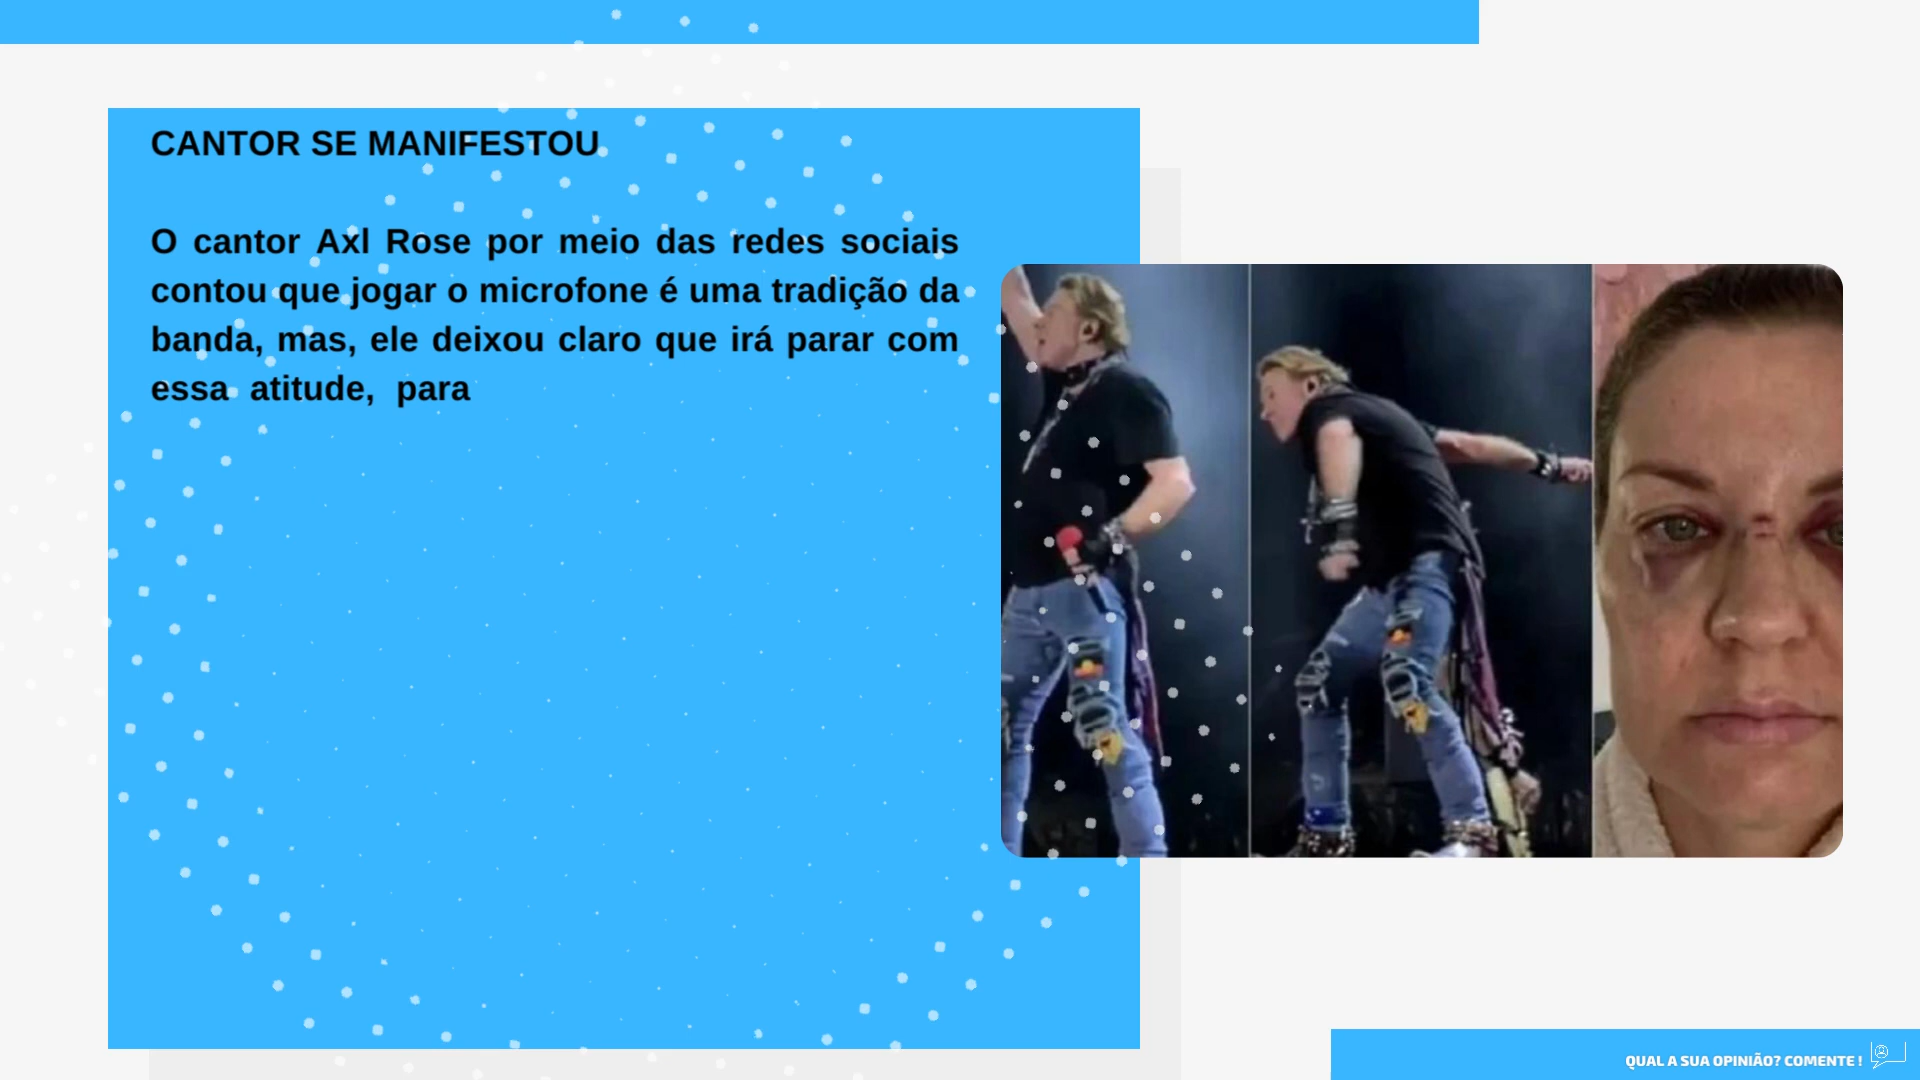 CANTOR SE MANIFESTOU
O cantor Axl Rose por meio das redes sociais
contou que jogar o microfone é uma tradição da
banda, mas, ele deixou claro que irá parar com
essa atitude, para
QUAL A SUA OPINIÃO? COMENTE !